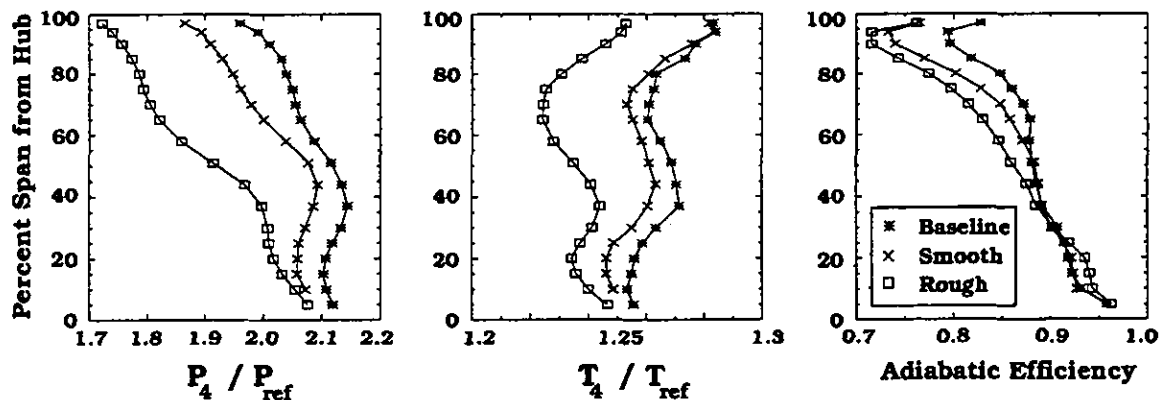 Percent Span from Hub
100
80
60
40
20
0
1.7 1.8 1.9 2.0 2.1 2.2
P4 / Pref
100
80
60
40
20
0
1.2 1.25 1.3
T4 / Tref
100
80
60
40
20
0
Baseline
Smooth
Rough
0.7 0.8 0.9 1.0
Adiabatic Efficiency